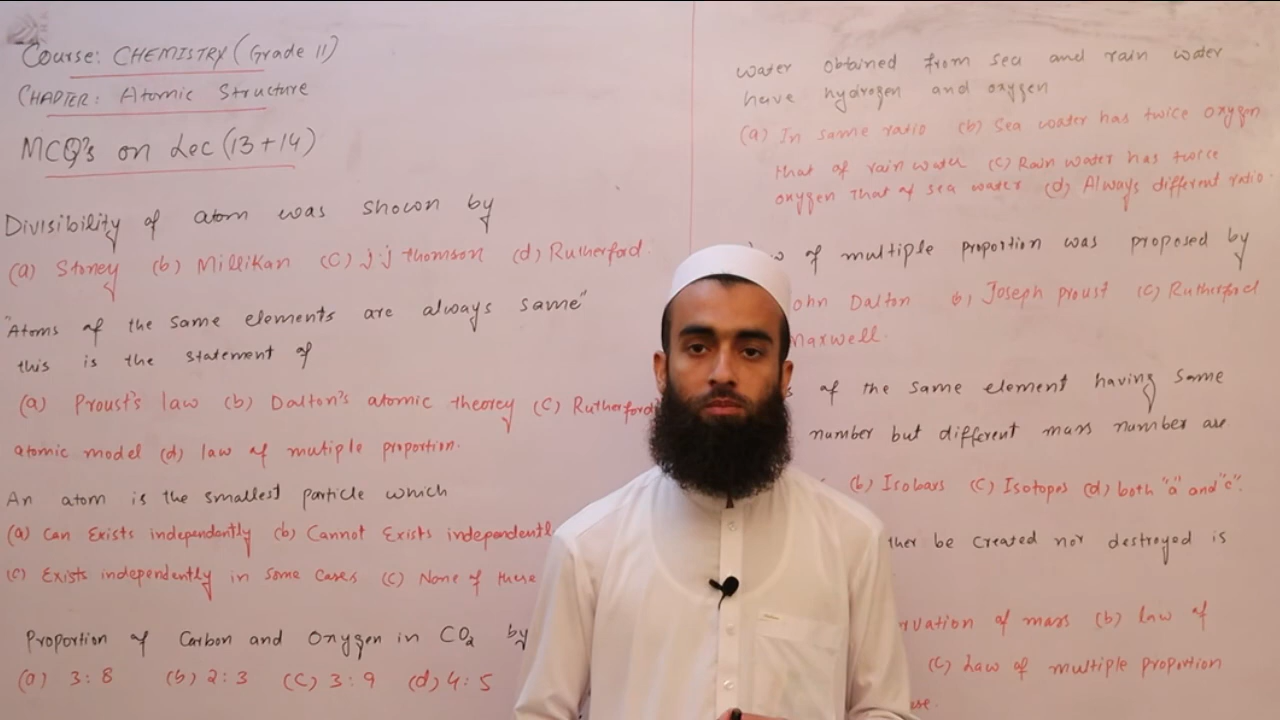 Course: CHEMISTRY (Grade 11)
CHAPTER: Atomic Structure
MCQ's on Lec (13+14)
Divisibility of atom was shown by
(a) Stoney (b) Millikan (c) J.J thomson (d) Rutherford.
"Atoms of the same elements are always same"
this is the statement of
(a) Proust's law (b) Dalton's atomic theorey (c) Rutherford
atomic model (d) law of mutiple proportion.
An atom is the smallest particle which
(a) Can Exists independantly (b) Cannot Exists independentl
(c) Exists independently in some cases (c) None of these
Proportion of Carbon and Oxygen in CO2 by
(a) 3:8 (b) 2:3 (c) 3:9 (d) 4:5
water obtained from sea and rain water
have hydrogen and oxygen
(a) In same ratio (b) Sea water has twice oxygen
that of rain water (c) Rain water has twice
oxygen that of sea water (d) Always different ratio.
of multiple proportion was proposed by
ohn Dalton b) Joseph proust (c) Rutherford
Maxwell.
of the same element having same
number but different mass number are
(b) Isobars (c) Isotopes (d) both "a" and "c".
ther be created nor destroyed is
rvation of mass (b) law of
(c) Law of multiple proportion